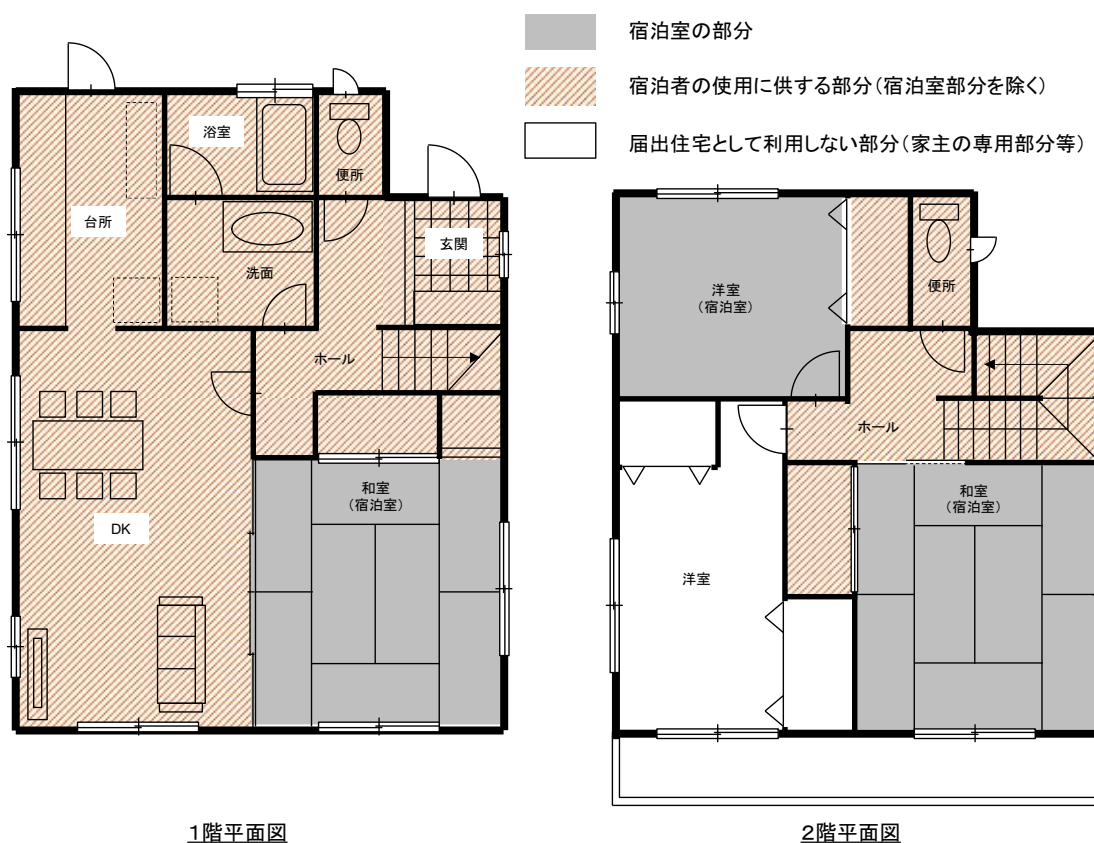 宿泊室の部分
宿泊者の使用に供する部分(宿泊室部分を除く)
届出住宅として利用しない部分(家主の専用部分等)
浴室
便所
台所
洗面
玄関
ホール
和室
(宿泊室)
DK
1階平面図
洋室
(宿泊室)
便所
ホール
和室
(宿泊室)
洋室
2階平面図